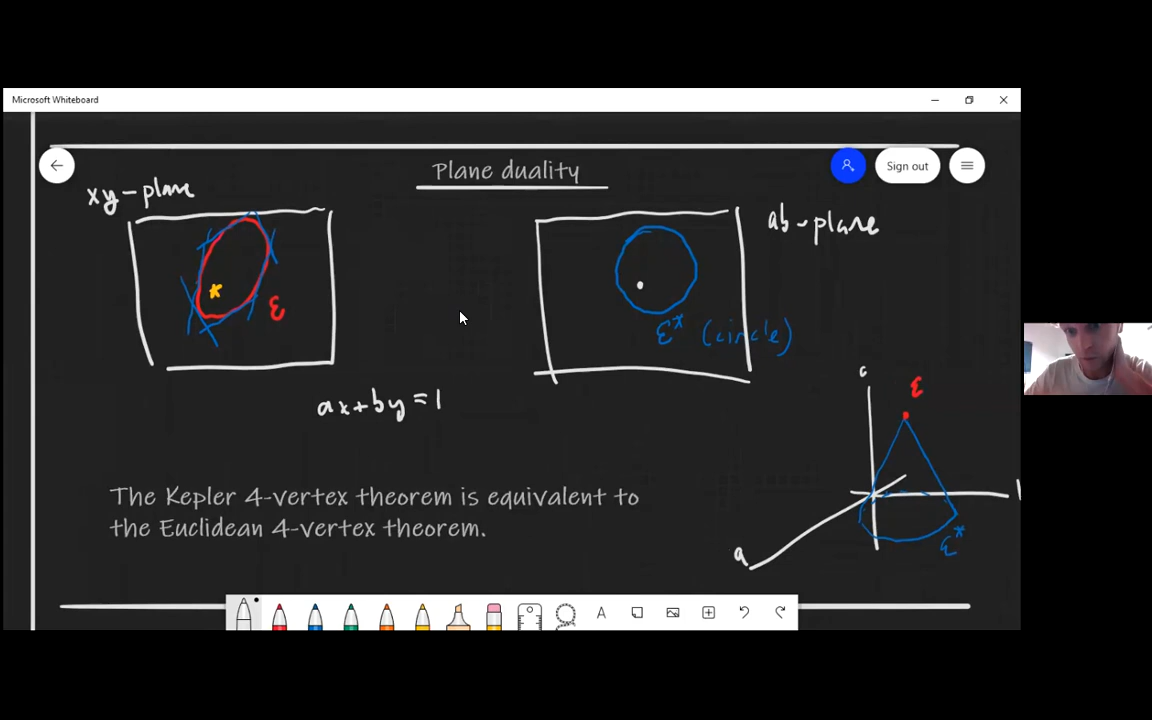 Microsoft Whiteboard
Plane duality
Sign out
xy-plane
ab-plane
ε
ε* (circle)
ax+by=1
c
ε
The Kepler 4-vertex theorem is equivalent to
the Euclidean 4-vertex theorem.
a
ε*
A